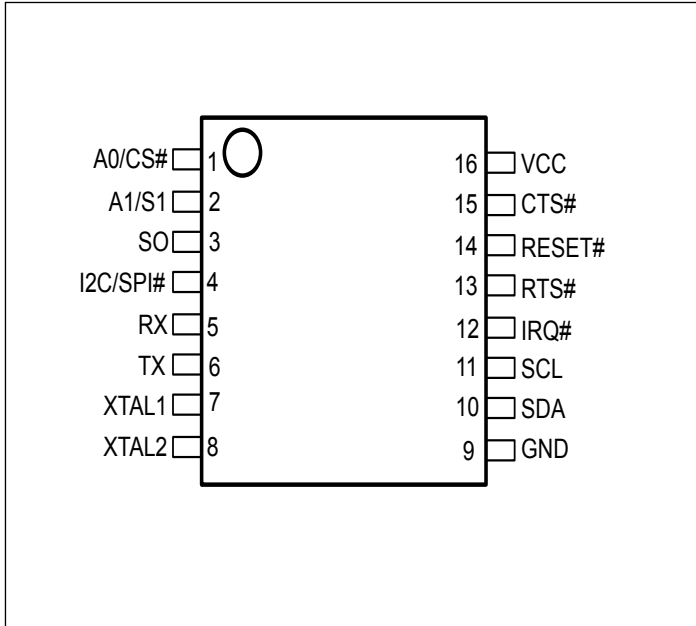 A0/CS# 1 16 VCC
A1/S1 2 15 CTS#
SO 3 14 RESET#
I2C/SPI# 4 13 RTS#
RX 5 12 IRQ#
TX 6 11 SCL
XTAL1 7 10 SDA
XTAL2 8 9 GND